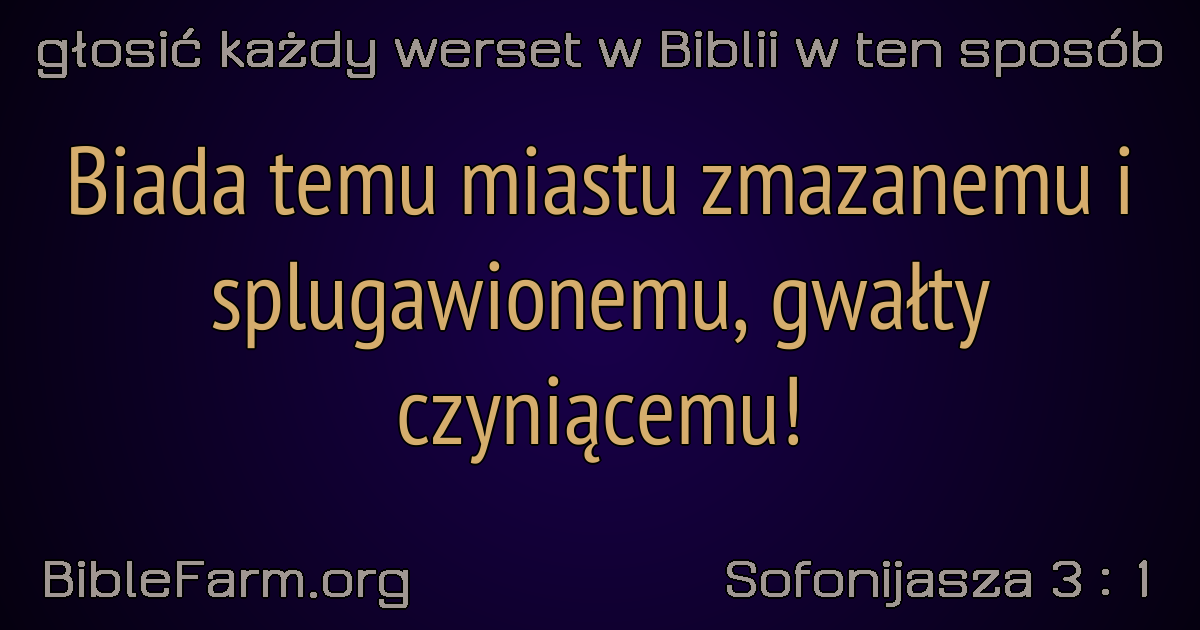 głosić każdy werset w Biblii w ten sposób
Biada temu miastu zmazanemu i
splugawionemu, gwałty
czyniącemu!
BibleFarm.org
Sofonijasza 3 : 1